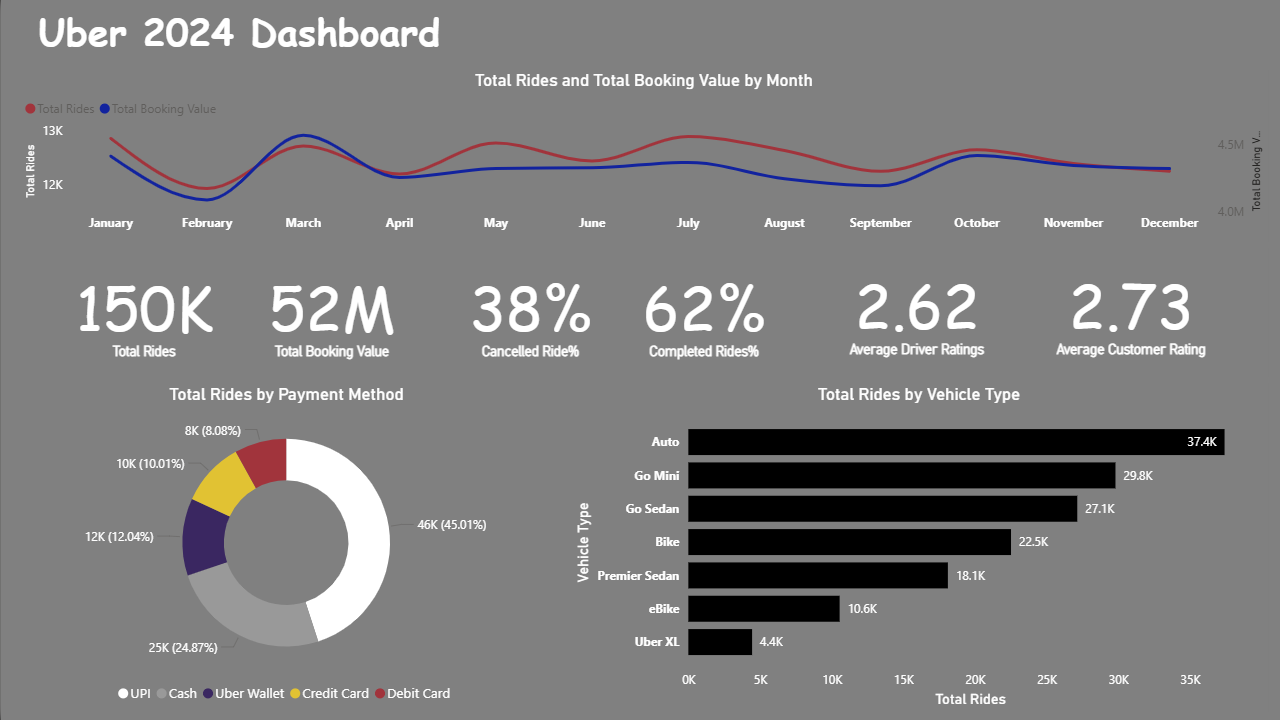 Uber 2024 Dashboard
Total Rides and Total Booking Value by Month
Total Rides Total Booking Value
13K
12K
Total Rides
4.5M
4.0M
Total Booking V...
January February March April May June July August September October November December
150K 52M 38% 62% 2.62 2.73
Total Rides Total Booking Value Cancelled Ride% Completed Rides% Average Driver Ratings Average Customer Rating
Total Rides by Payment Method
8K (8.08%)
10K (10.01%)
12K (12.04%)
25K (24.87%)
46K (45.01%)
UPI Cash Uber Wallet Credit Card Debit Card
Total Rides by Vehicle Type
Vehicle Type
Auto 37.4K
Go Mini 29.8K
Go Sedan 27.1K
Bike 22.5K
Premier Sedan 18.1K
eBike 10.6K
Uber XL 4.4K
0K 5K 10K 15K 20K 25K 30K 35K
Total Rides